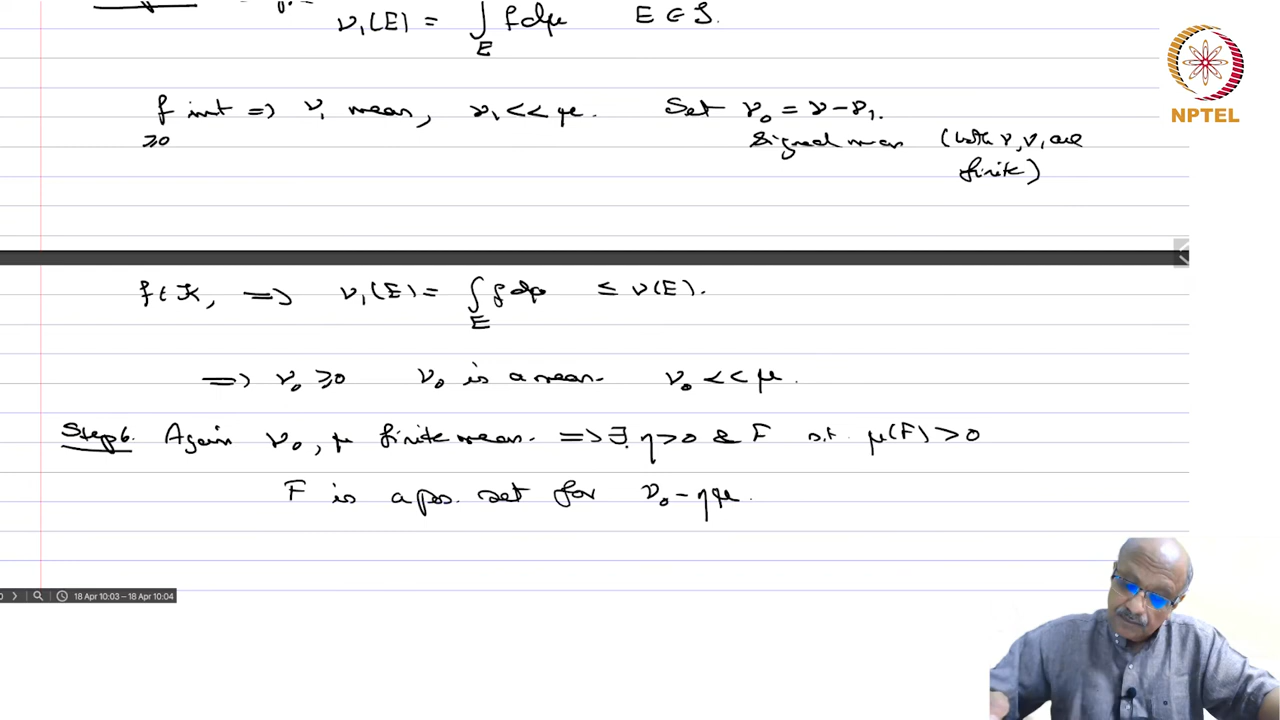 ν₁(E) = ∫_E f dμ E ∈ S.
f int ⇒ ν₁ meas, ν₁ << μ. Set ν₀ = ν − ν₁.
≥0 Signed meas (both ν, ν₁ are
finite)
NPTEL
f ∈ K, ⇒ ν₁(E) = ∫_E f dμ ≤ ν(E).
⇒ ν₀ ≥ 0 ν₀ is a meas. ν₀ << μ.
Step 6. Again ν₀, μ finite meas. ⇒ ∃ η>0 & F s.t. μ(F) > 0
F is a pos. set for ν₀ − ημ.
18 Apr 10:03 – 18 Apr 10:04